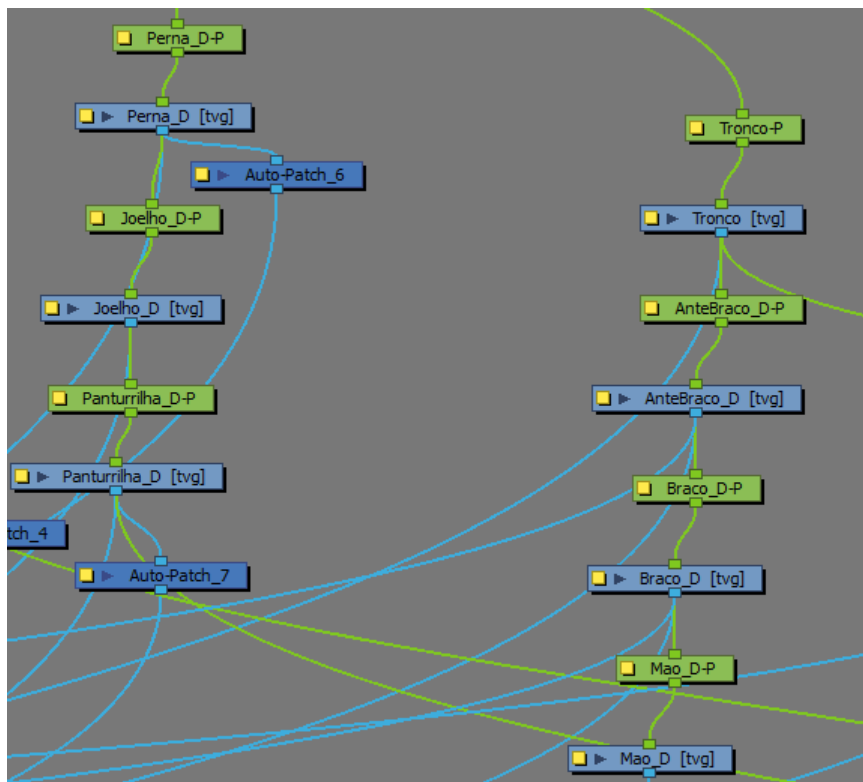 Perna_D-P
Perna_D [tvg]
Auto-Patch_6
Joelho_D-P
Joelho_D [tvg]
Panturrilha_D-P
Panturrilha_D [tvg]
tch_4
Auto-Patch_7
Tronco-P
Tronco [tvg]
AnteBraco_D-P
AnteBraco_D [tvg]
Braco_D-P
Braco_D [tvg]
Mao_D-P
Mao_D [tvg]